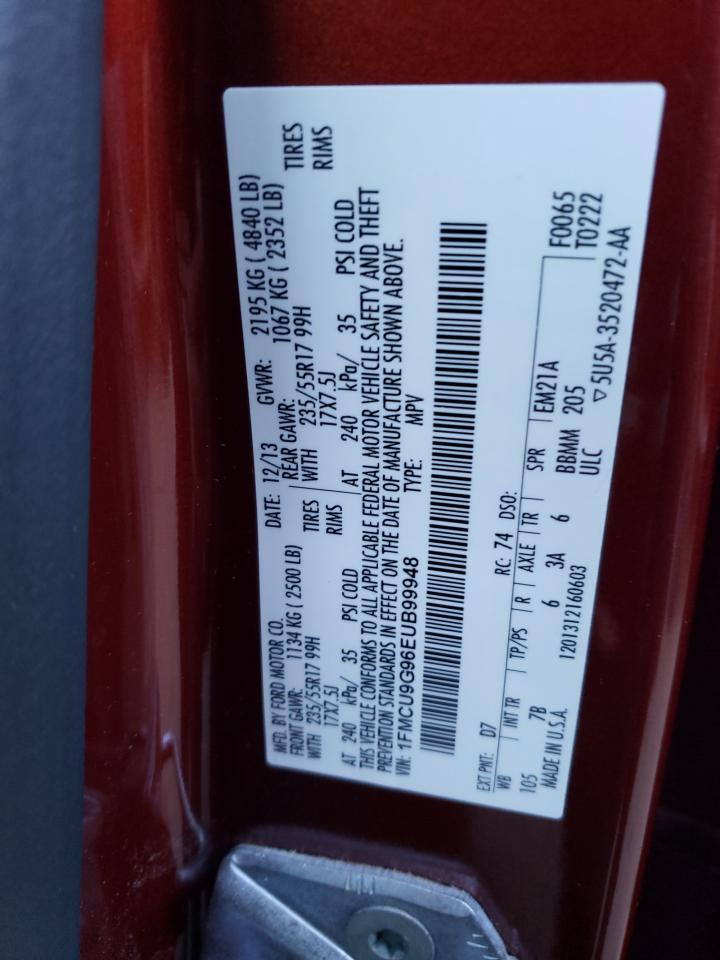 MFD. BY FORD MOTOR CO. DATE: 12/13 GVWR: 2195 KG ( 4840 LB)
FRONT GAWR: 1134 KG ( 2500 LB) REAR GAWR: 1067 KG ( 2352 LB)
WITH 235/55R17 99H TIRES WITH 235/55R17 99H TIRES
17X7.5J RIMS 17X7.5J RIMS
AT 240 kPa/ 35 PSI COLD AT 240 kPa/ 35 PSI COLD
THIS VEHICLE CONFORMS TO ALL APPLICABLE FEDERAL MOTOR VEHICLE SAFETY AND THEFT
PREVENTION STANDARDS IN EFFECT ON THE DATE OF MANUFACTURE SHOWN ABOVE.
VIN: 1FMCU9G96EUB99948 TYPE: MPV
EXT PNT: D7 RC: 74 DSO: F0065
WB INT TR TP/PS R AXLE TR SPR EM21A T0222
105 7B 6 3A 6 BBMM 205
MADE IN U.S.A. 1201312160603 ULC ▽5U5A-3520472-AA